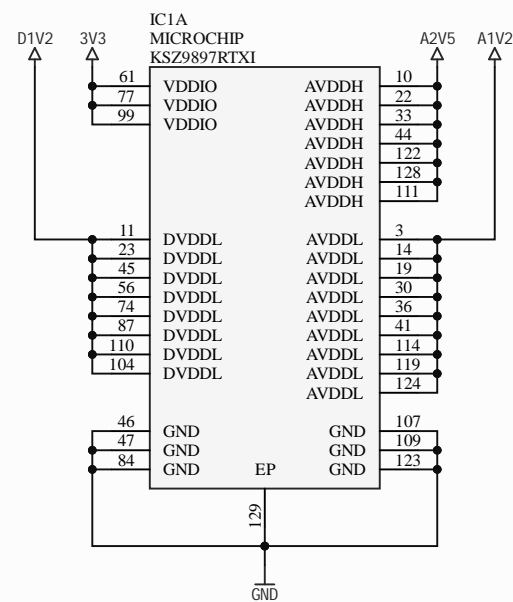 IC1A
D1V2 3V3 MICROCHIP A2V5 A1V2
KSZ9897RTXI
61 VDDIO AVDDH 10
77 VDDIO AVDDH 22
99 VDDIO AVDDH 33
AVDDH 44
AVDDH 122
AVDDH 128
AVDDH 111
11 DVDDL AVDDL 3
23 DVDDL AVDDL 14
45 DVDDL AVDDL 19
56 DVDDL AVDDL 30
74 DVDDL AVDDL 36
87 DVDDL AVDDL 41
110 DVDDL AVDDL 114
104 DVDDL AVDDL 119
AVDDL 124
46 GND GND 107
47 GND GND 109
84 GND EP GND 123
129
GND